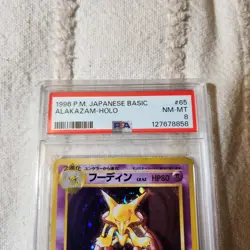 1996 P.M. JAPANESE BASIC #65
ALAKAZAM-HOLO NM-MT
8
PSA 127678858
フーディン HP80